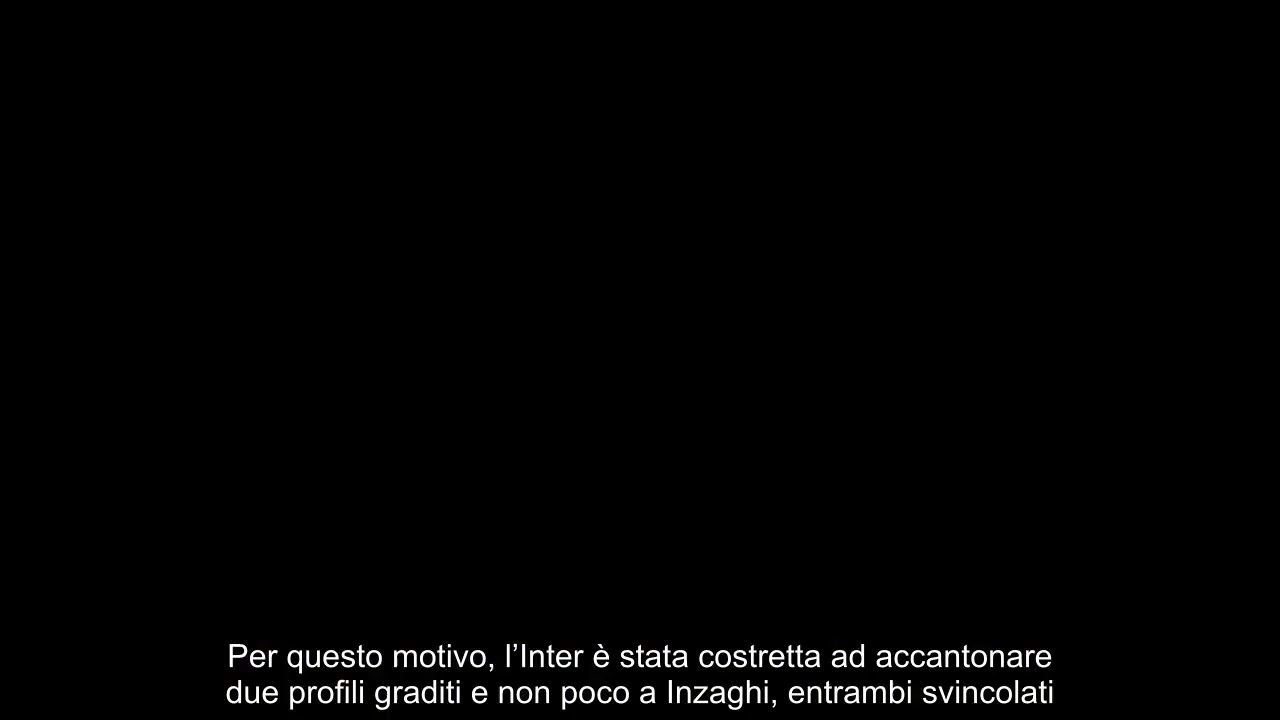 Per questo motivo, l’Inter è stata costretta ad accantonare
due profili graditi e non poco a Inzaghi, entrambi svincolati